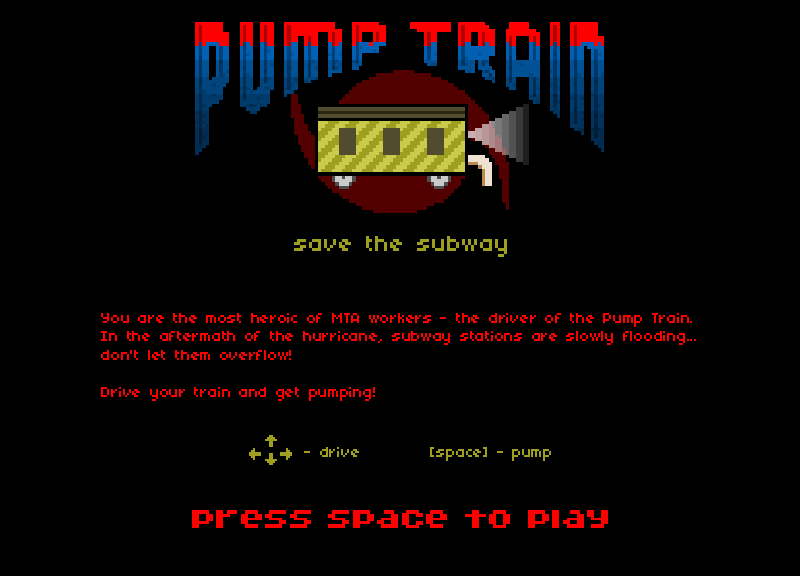 PUMP TRAIN
save the subway
You are the most heroic of MTA workers - the driver of the Pump Train.
In the aftermath of the hurricane, subway stations are slowly flooding...
don't let them overflow!
Drive your train and get pumping!
- drive [space] - pump
press space to play